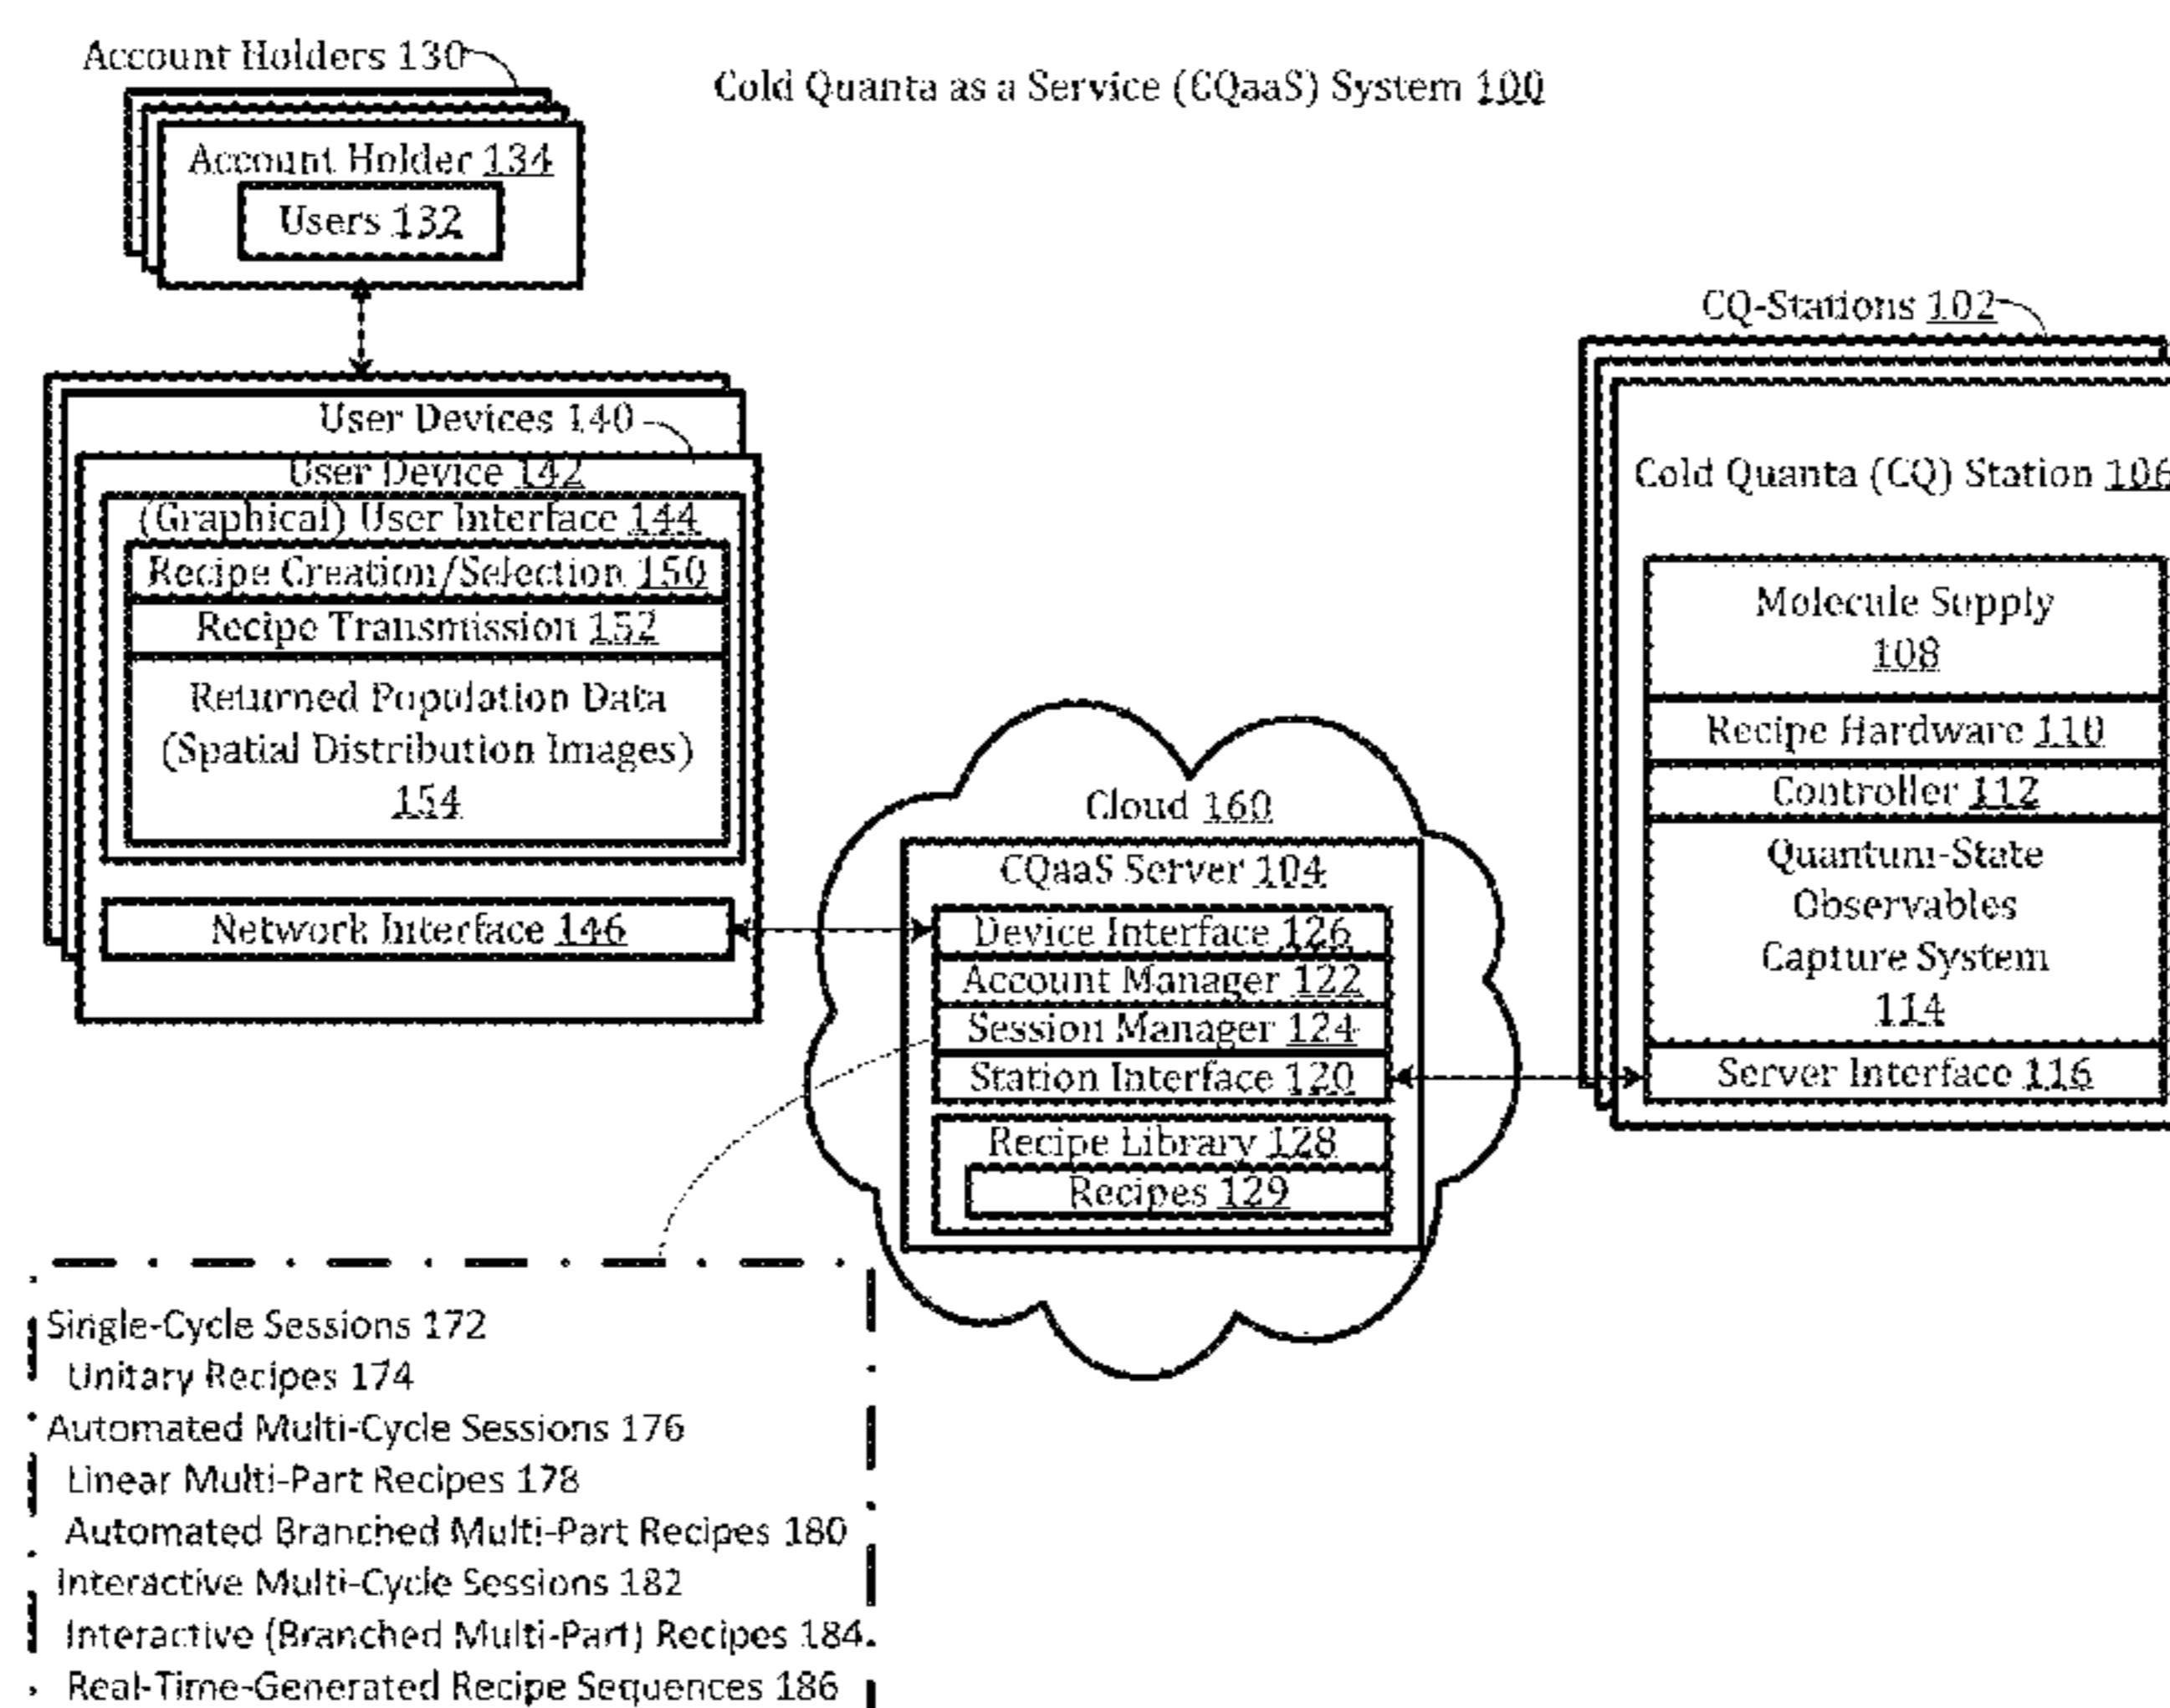 Account Holders 130
Cold Quanta as a Service (CQaaS) System 100
Account Holder 134
Users 132
User Devices 140
User Device 142
(Graphical) User Interface 144
Recipe Creation/Selection 150
Recipe Transmission 152
Returned Population Data
(Spatial Distribution Images)
154
Network Interface 146
Cloud 160
CQaaS Server 104
Device Interface 126
Account Manager 122
Session Manager 124
Station Interface 120
Recipe Library 128
Recipes 129
CQ-Stations 102
Cold Quanta (CQ) Station 106
Molecule Supply
108
Recipe Hardware 110
Controller 112
Quantum-State
Observables
Capture System
114
Server Interface 116
Single-Cycle Sessions 172
Unitary Recipes 174
Automated Multi-Cycle Sessions 176
Linear Multi-Part Recipes 178
Automated Branched Multi-Part Recipes 180
Interactive Multi-Cycle Sessions 182
Interactive (Branched Multi-Part) Recipes 184
Real-Time-Generated Recipe Sequences 186